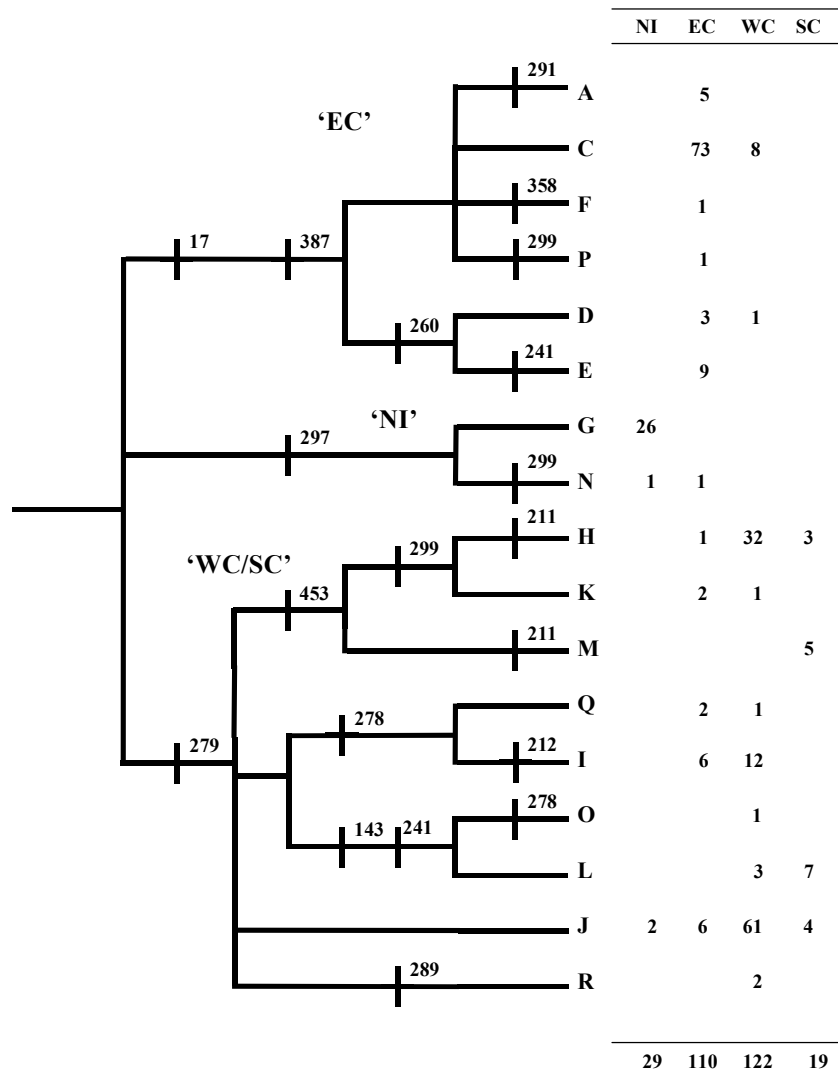 NI EC WC SC
291
A 5
‘EC’
C 73 8
358
F 1
17 387 299
P 1
D 3 1
260
241
E 9
‘NI’
G 26
297
299
N 1 1
211
H 1 32 3
‘WC/SC’
299
K 2 1
453
M 5
211
Q 2 1
278
212
I 6 12
279
278
O 1
143 241
L 3 7
J 2 6 61 4
289
R 2
29 110 122 19